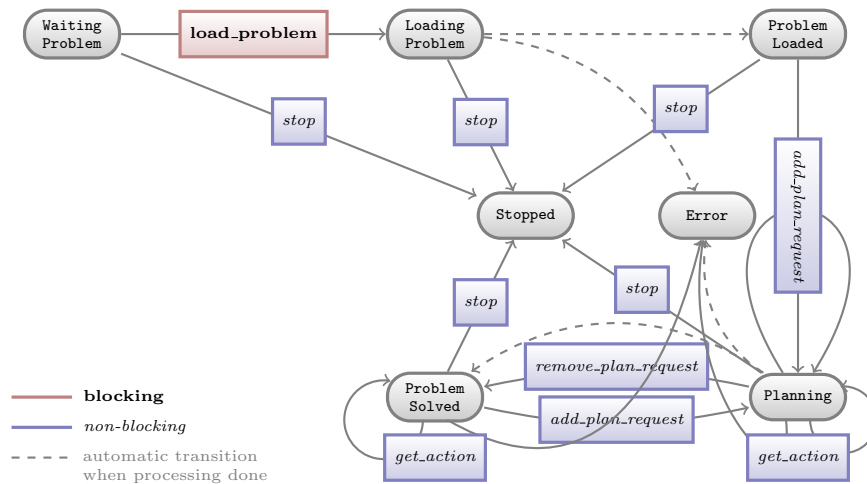 Waiting
Problem
load_problem
Loading
Problem
Problem
Loaded
stop
stop
stop
add_plan_request
Stopped
Error
stop
stop
remove_plan_request
Problem
Solved
add_plan_request
Planning
get_action
get_action
blocking
non-blocking
automatic transition
when processing done